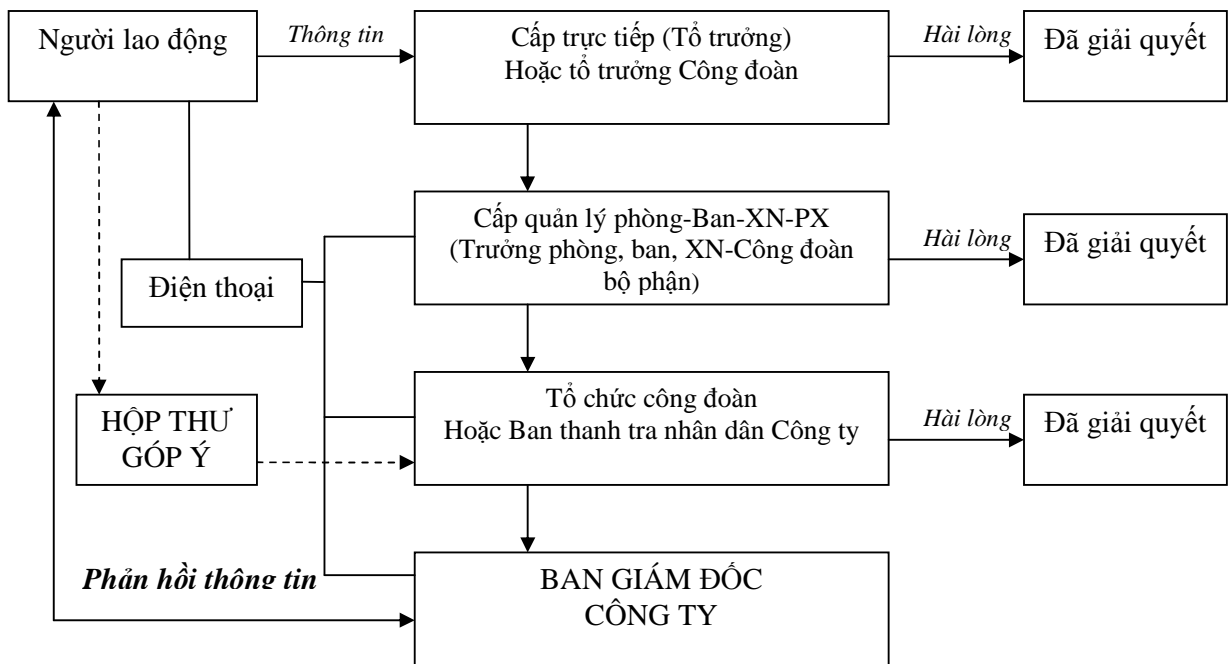 Người lao động
Thông tin
Cấp trực tiếp (Tổ trưởng)
Hoặc tổ trưởng Công đoàn
Hài lòng
Đã giải quyết
Cấp quản lý phòng-Ban-XN-PX
(Trưởng phòng, ban, XN-Công đoàn
bộ phận)
Hài lòng
Đã giải quyết
Điện thoại
HỘP THƯ
GÓP Ý
Tổ chức công đoàn
Hoặc Ban thanh tra nhân dân Công ty
Hài lòng
Đã giải quyết
Phản hồi thông tin
BAN GIÁM ĐỐC
CÔNG TY